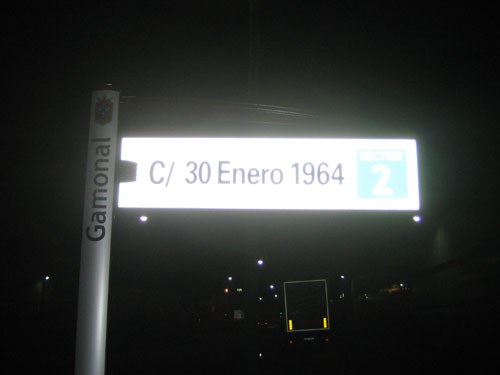 Gamonal
C/ 30 Enero 1964
SECTOR
2